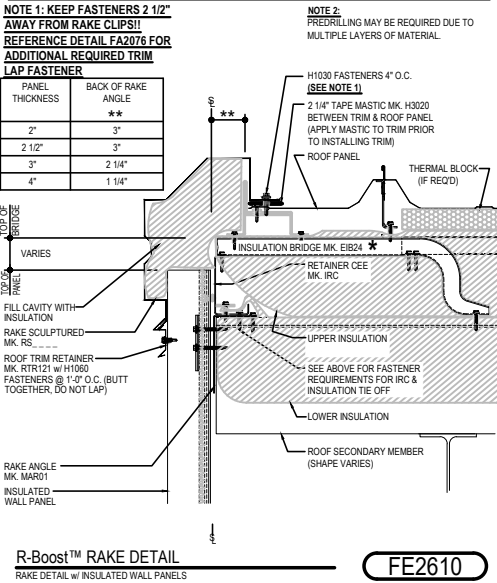 NOTE 1: KEEP FASTENERS 2 1/2"
AWAY FROM RAKE CLIPS!!
REFERENCE DETAIL FA2076 FOR
ADDITIONAL REQUIRED TRIM
LAP FASTENER
NOTE 2:
PREDRILLING MAY BE REQUIRED DUE TO
MULTIPLE LAYERS OF MATERIAL.
PANEL THICKNESS BACK OF RAKE ANGLE
**
2" 3"
2 1/2" 3"
3" 2 1/4"
4" 1 1/4"
**
H1030 FASTENERS 4" O.C.
(SEE NOTE 1)
2 1/4" TAPE MASTIC MK. H3020
BETWEEN TRIM & ROOF PANEL
(APPLY MASTIC TO TRIM PRIOR
TO INSTALLING TRIM)
ROOF PANEL
THERMAL BLOCK
(IF REQ'D)
TOP OF
BRIDGE
VARIES
TOP OF
PANEL
INSULATION BRIDGE MK. EIB24 *
RETAINER CEE
MK. IRC
FILL CAVITY WITH
INSULATION
RAKE SCULPTURED
MK. RS_ _ _ _
ROOF TRIM RETAINER
MK. RTR121 w/ H1060
FASTENERS @ 1'-0" O.C. (BUTT
TOGETHER, DO NOT LAP)
UPPER INSULATION
SEE ABOVE FOR FASTENER
REQUIREMENTS FOR IRC &
INSULATION TIE OFF
LOWER INSULATION
ROOF SECONDARY MEMBER
(SHAPE VARIES)
RAKE ANGLE
MK. MAR01
INSULATED
WALL PANEL
R-Boost™ RAKE DETAIL
RAKE DETAIL w/ INSULATED WALL PANELS
FE2610